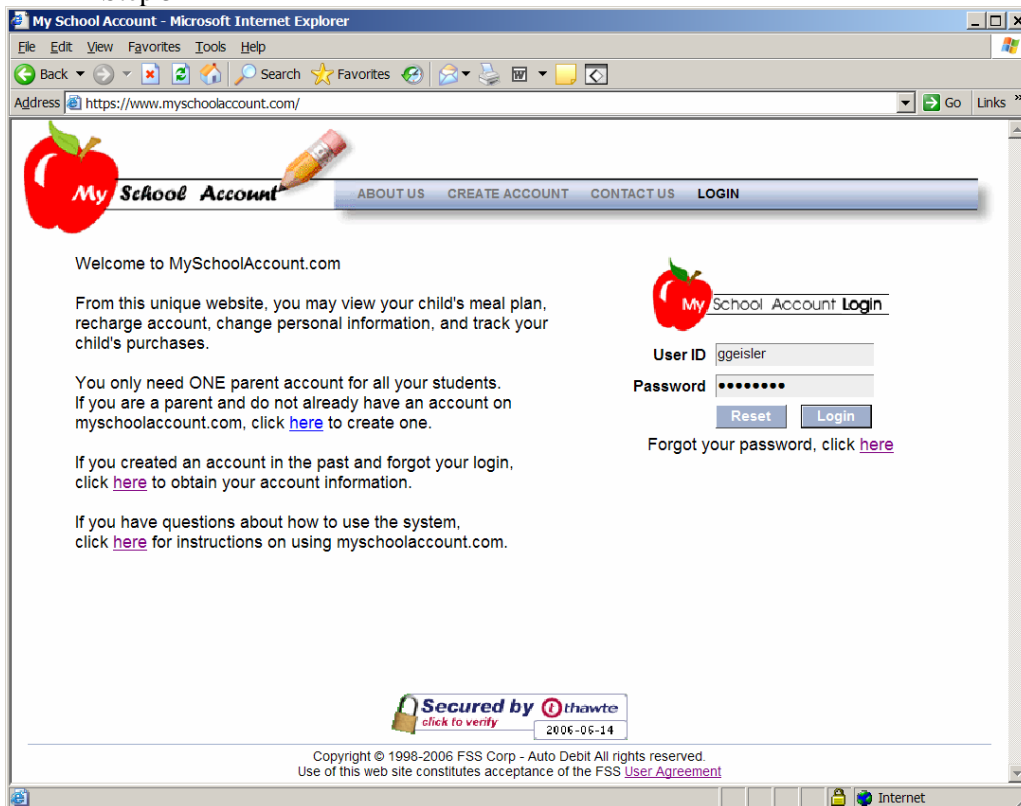 My School Account - Microsoft Internet Explorer
File Edit View Favorites Tools Help
Back Search Favorites
Address https://www.myschoolaccount.com/ Go Links »
My School Account ABOUT US CREATE ACCOUNT CONTACT US LOGIN
Welcome to MySchoolAccount.com
From this unique website, you may view your child's meal plan,
recharge account, change personal information, and track your
child's purchases.
You only need ONE parent account for all your students.
If you are a parent and do not already have an account on
myschoolaccount.com, click here to create one.
If you created an account in the past and forgot your login,
click here to obtain your account information.
If you have questions about how to use the system,
click here for instructions on using myschoolaccount.com.
My School Account Login
User ID ggeisler
Password ••••••••
Reset Login
Forgot your password, click here
Secured by thawte
click to verify
2006-06-14
Copyright © 1998-2006 FSS Corp - Auto Debit All rights reserved.
Use of this web site constitutes acceptance of the FSS User Agreement
Internet